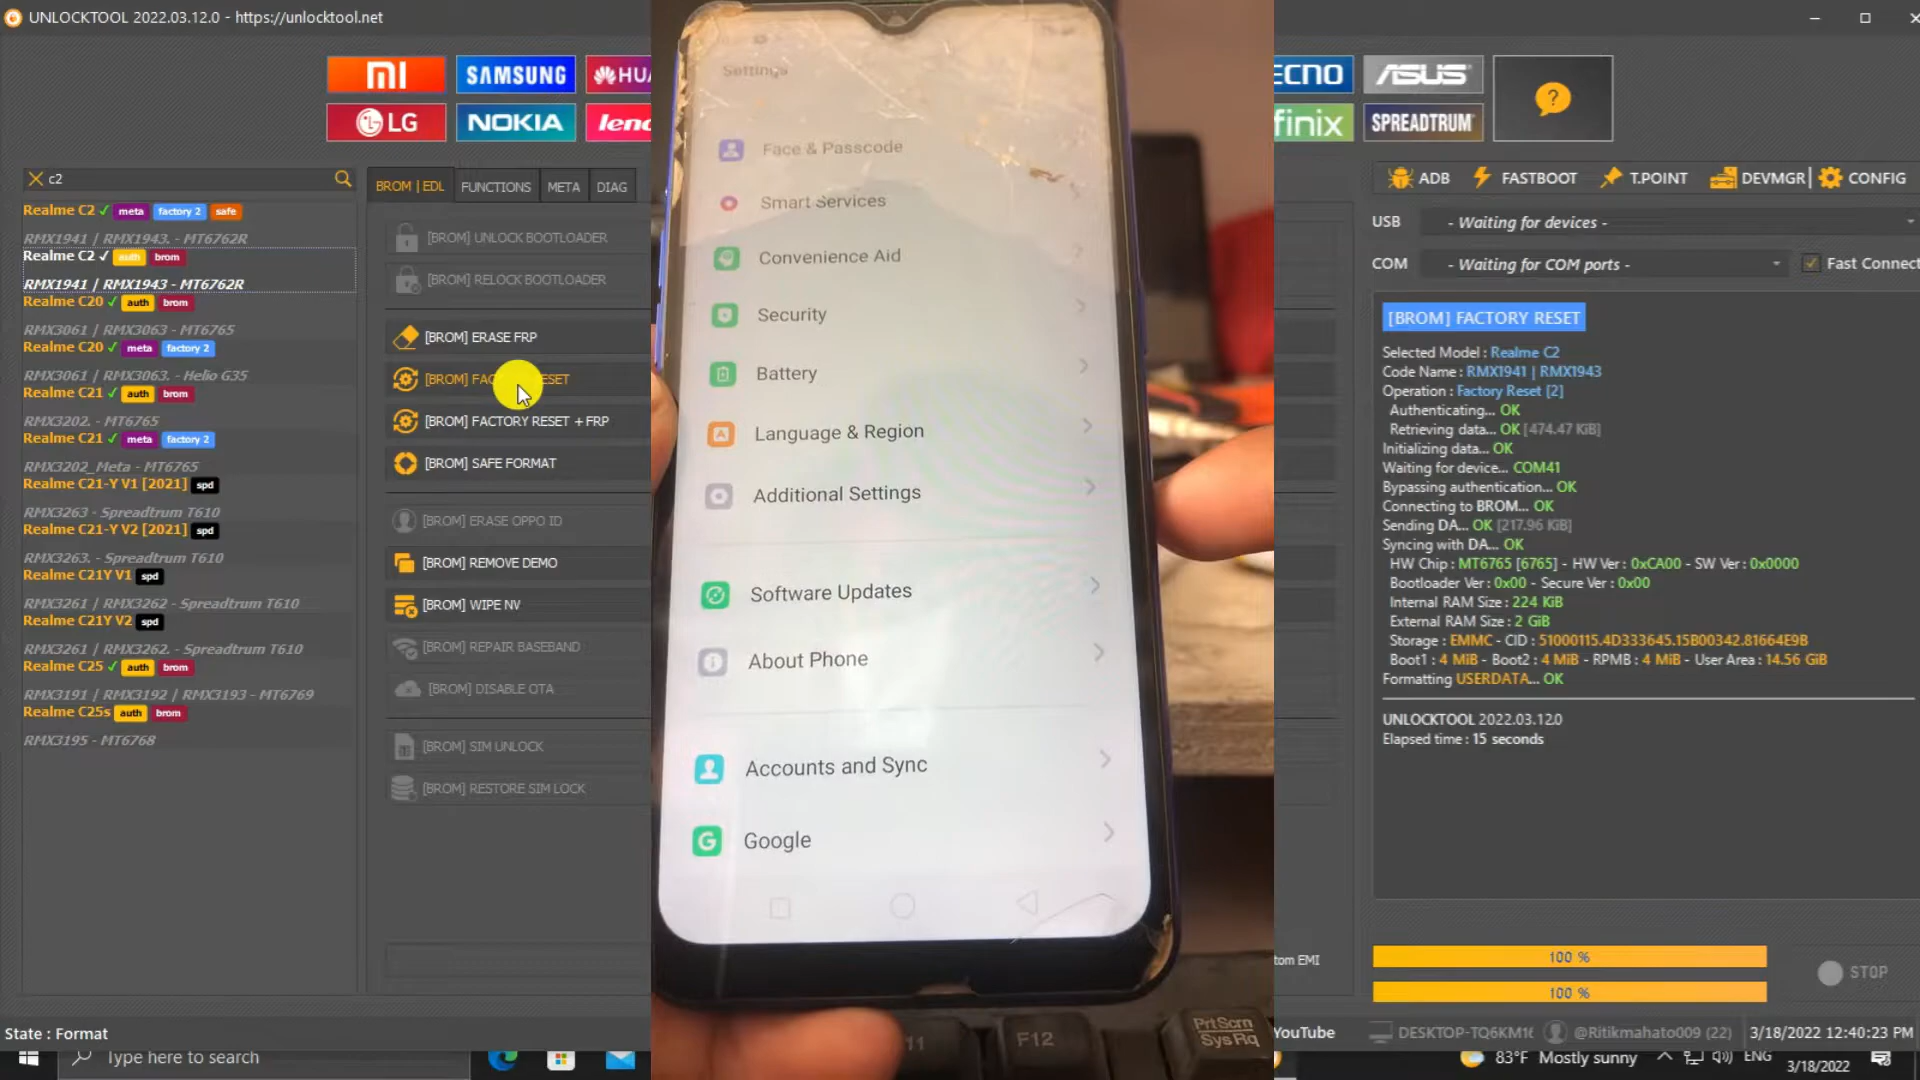 UNLOCKTOOL 2022.03.12.0 - https://unlocktool.net
MI SAMSUNG HUA
ECNO ASUS ?
LG NOKIA leno
finix SPREADTRUM
c2
Realme C2 ✓ meta factory 2 safe
RMX1941 / RMX1943. - MT6762R
Realme C2 ✓ auth brom
RMX1941 / RMX1943 - MT6762R
Realme C20 ✓ auth brom
RMX3061 / RMX3063 - MT6765
Realme C20 ✓ meta factory 2
RMX3061 / RMX3063. - Helio G35
Realme C21 ✓ auth brom
RMX3202. - MT6765
Realme C21 ✓ meta factory 2
RMX3202_Meta - MT6765
Realme C21-Y V1 [2021] spd
RMX3263 - Spreadtrum T610
Realme C21-Y V2 [2021] spd
RMX3263. - Spreadtrum T610
Realme C21Y V1 spd
RMX3261 / RMX3262 - Spreadtrum T610
Realme C21Y V2 spd
RMX3261 / RMX3262. - Spreadtrum T610
Realme C25 ✓ auth brom
RMX3191 / RMX3192 / RMX3193 - MT6769
Realme C25s auth brom
RMX3195 - MT6768
BROM | EDL FUNCTIONS META DIAG
[BROM] UNLOCK BOOTLOADER
[BROM] RELOCK BOOTLOADER
[BROM] ERASE FRP
[BROM] FAC ESET
[BROM] FACTORY RESET + FRP
[BROM] SAFE FORMAT
[BROM] ERASE OPPO ID
[BROM] REMOVE DEMO
[BROM] WIPE NV
[BROM] REPAIR BASEBAND
[BROM] DISABLE OTA
[BROM] SIM UNLOCK
[BROM] RESTORE SIM LOCK
Settings
Face & Passcode
Smart Services
Convenience Aid
Security
Battery
Language & Region
Additional Settings
Software Updates
About Phone
Accounts and Sync
Google
F12
PrtScrn
SysRq
ADB FASTBOOT T.POINT DEVMGR CONFIG
USB - Waiting for devices -
COM - Waiting for COM ports - Fast Connect
[BROM] FACTORY RESET
Selected Model : Realme C2
Code Name : RMX1941 | RMX1943
Operation : Factory Reset [2]
Authenticating... OK
Retrieving data... OK [474.47 KiB]
Initializing data... OK
Waiting for device... COM41
Bypassing authentication... OK
Connecting to BROM... OK
Sending DA... OK [217.96 KiB]
Syncing with DA... OK
HW Chip : MT6765 [6765] - HW Ver : 0xCA00 - SW Ver : 0x0000
Bootloader Ver : 0x00 - Secure Ver : 0x00
Internal RAM Size : 224 KiB
External RAM Size : 2 GiB
Storage : EMMC - CID : 51000115.4D333645.15B00342.81664E9B
Boot1 : 4 MiB - Boot2 : 4 MiB - RPMB : 4 MiB - User Area : 14.56 GiB
Formatting USERDATA... OK
UNLOCKTOOL 2022.03.12.0
Elapsed time : 15 seconds
tom EMI
100 %
100 %
STOP
State : Format
YouTube DESKTOP-TQ6KM16 @Ritikmahato009 (22) 3/18/2022 12:40:23 PM
Type here to search
83°F Mostly sunny ENG
3/18/2022